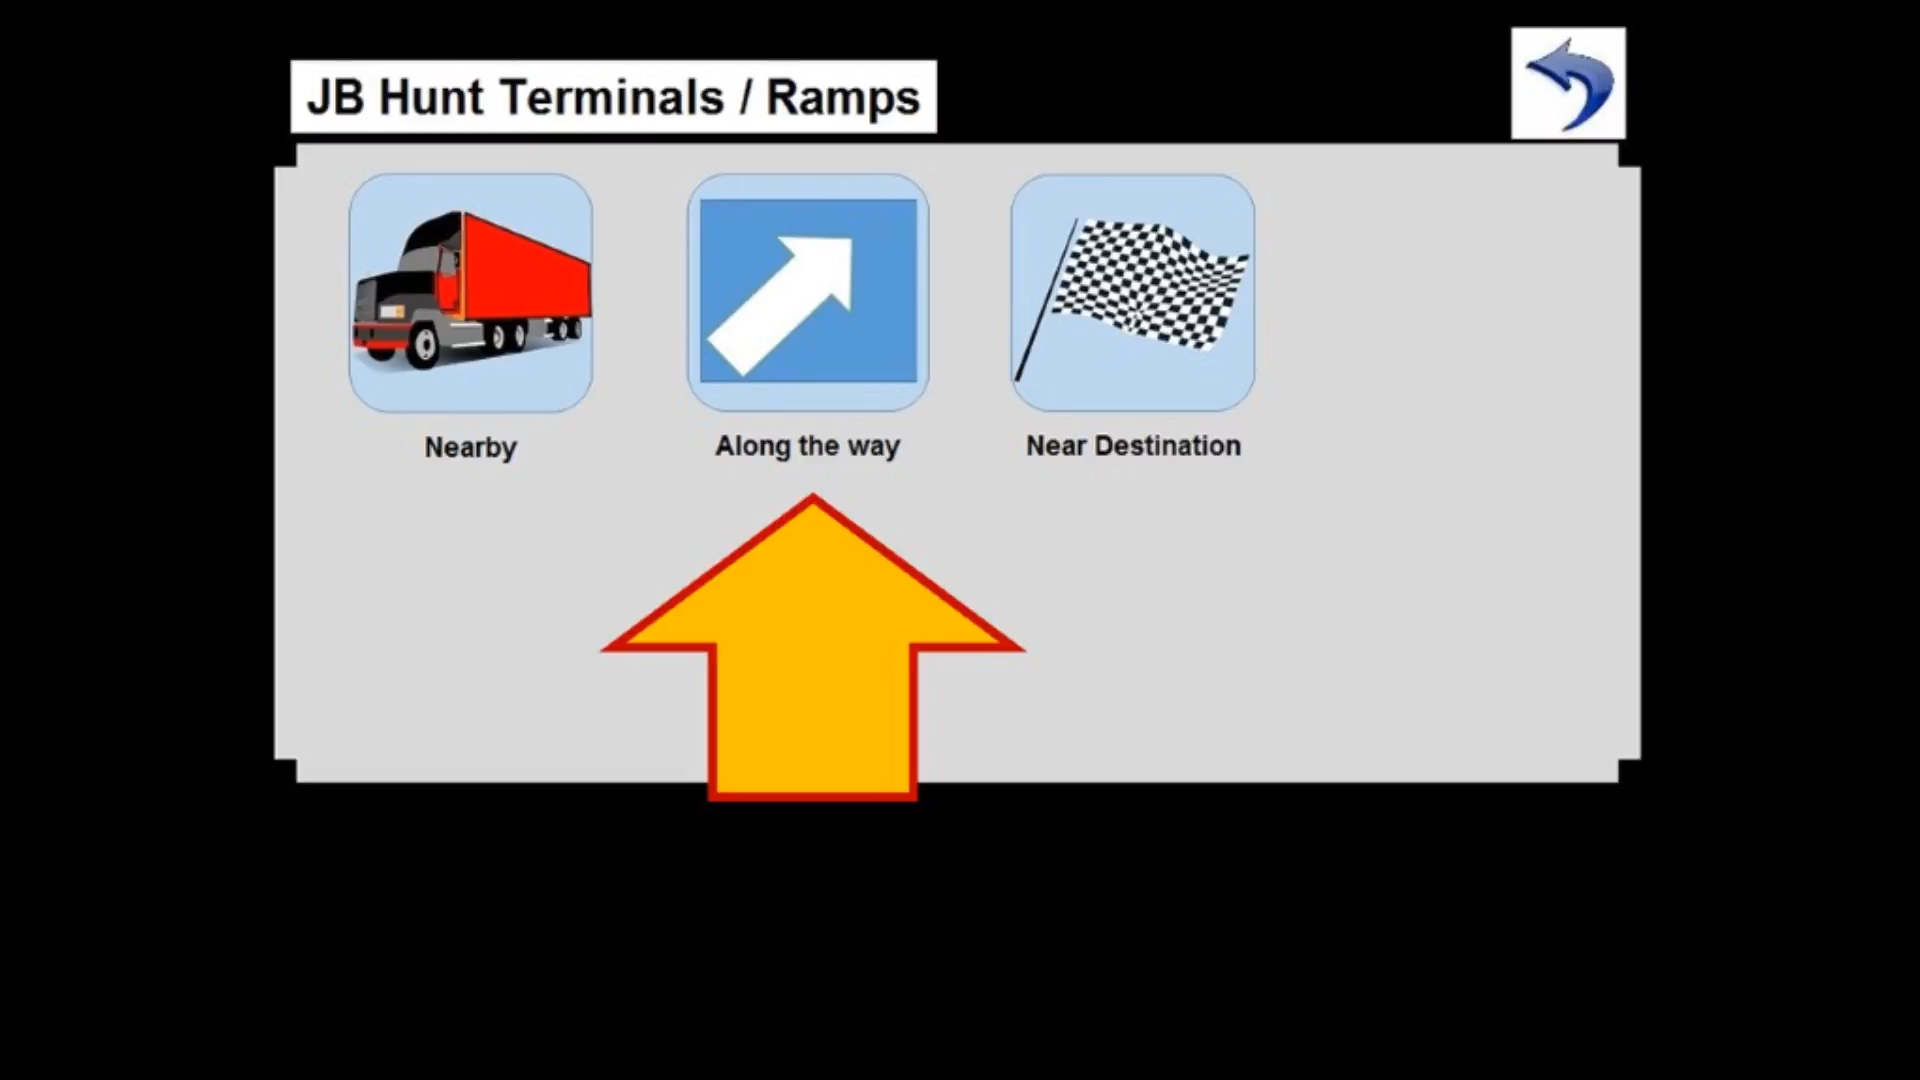 JB Hunt Terminals / Ramps
Nearby
Along the way
Near Destination